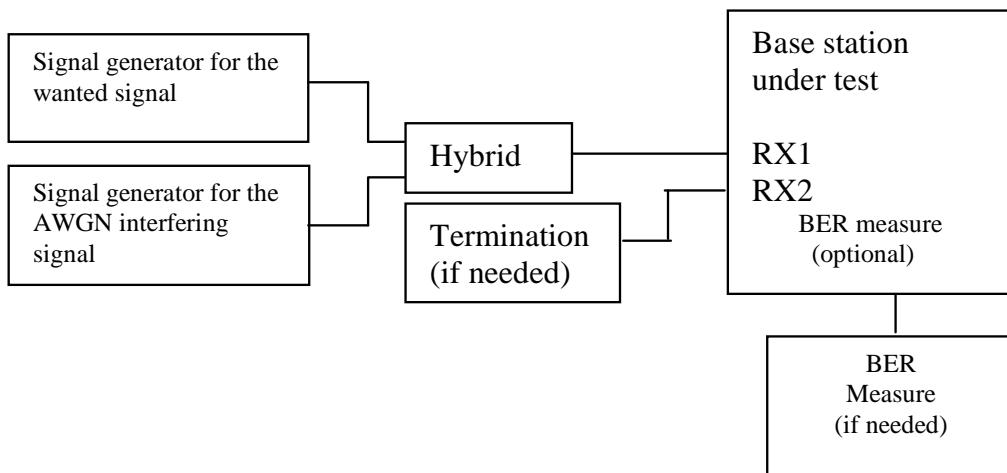 Signal generator for the
wanted signal
Signal generator for the
AWGN interfering
signal
Hybrid
Termination
(if needed)
Base station
under test
RX1
RX2
BER measure
(optional)
BER
Measure
(if needed)